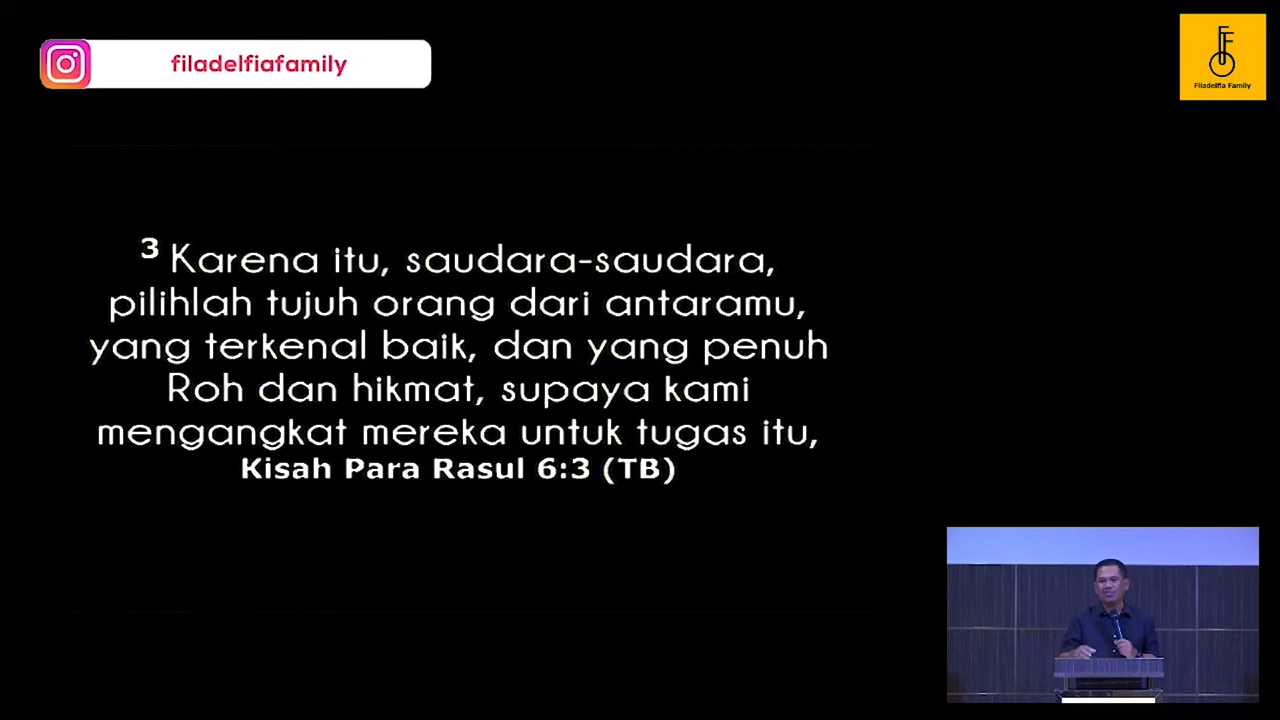 filadelfiafamily
Filadelfia Family
3 Karena itu, saudara-saudara,
pilihlah tujuh orang dari antaramu,
yang terkenal baik, dan yang penuh
Roh dan hikmat, supaya kami
mengangkat mereka untuk tugas itu,
Kisah Para Rasul 6:3 (TB)